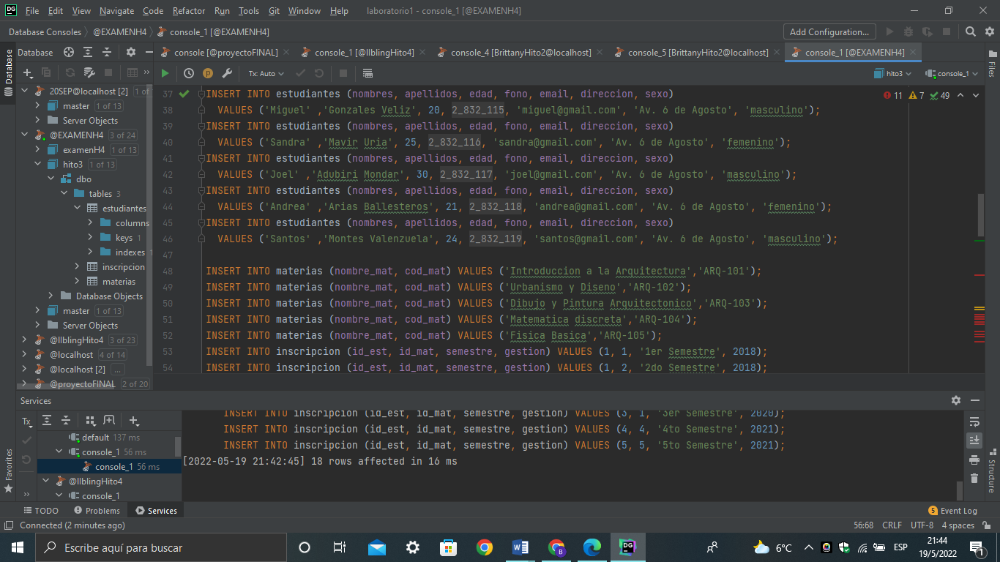 File Edit View Navigate Code Refactor Run Tools Git Window Help laboratorio1 - console_1 [@EXAMENH4]
Database Consoles @EXAMENH4 console_1 [@EXAMENH4] Add Configuration...
Database console [@proyectoFINAL] console_1 [@llblingHito4] console_4 [BrittanyHito2@localhost] console_5 [BrittanyHito2@localhost] console_1 [@EXAMENH4]
Tx: Auto hito3 console_1
Database
Files
20SEP@localhost [2] 1 of
master 1 of 13
Server Objects
@EXAMENH4 3 of 24
examenH4 1 of 13
hito3 1 of 13
dbo
tables 3
estudiantes
columns
keys 1
indexes 1
inscripcion
materias
Database Objects
master 1 of 13
Server Objects
@llblingHito4 3 of 23
@localhost 4 of 14
@localhost [2] ...
@proyectoFINAL 2 of 20
11 7 49
37 INSERT INTO estudiantes (nombres, apellidos, edad, fono, email, direccion, sexo)
38 VALUES ('Miguel' ,'Gonzales Veliz', 20, 2_832_115, 'miguel@gmail.com', 'Av. 6 de Agosto', 'masculino');
39 INSERT INTO estudiantes (nombres, apellidos, edad, fono, email, direccion, sexo)
40 VALUES ('Sandra' ,'Mavir Uria', 25, 2_832_116, 'sandra@gmail.com', 'Av. 6 de Agosto', 'femenino');
41 INSERT INTO estudiantes (nombres, apellidos, edad, fono, email, direccion, sexo)
42 VALUES ('Joel' ,'Adubiri Mondar', 30, 2_832_117, 'joel@gmail.com', 'Av. 6 de Agosto', 'masculino');
43 INSERT INTO estudiantes (nombres, apellidos, edad, fono, email, direccion, sexo)
44 VALUES ('Andrea' ,'Arias Ballesteros', 21, 2_832_118, 'andrea@gmail.com', 'Av. 6 de Agosto', 'femenino');
45 INSERT INTO estudiantes (nombres, apellidos, edad, fono, email, direccion, sexo)
46 VALUES ('Santos' ,'Montes Valenzuela', 24, 2_832_119, 'santos@gmail.com', 'Av. 6 de Agosto', 'masculino');
47
48 INSERT INTO materias (nombre_mat, cod_mat) VALUES ('Introduccion a la Arquitectura','ARQ-101');
49 INSERT INTO materias (nombre_mat, cod_mat) VALUES ('Urbanismo y Diseno','ARQ-102');
50 INSERT INTO materias (nombre_mat, cod_mat) VALUES ('Dibujo y Pintura Arquitectonico','ARQ-103');
51 INSERT INTO materias (nombre_mat, cod_mat) VALUES ('Matematica discreta','ARQ-104');
52 INSERT INTO materias (nombre_mat, cod_mat) VALUES ('Fisica Basica','ARQ-105');
53 INSERT INTO inscripcion (id_est, id_mat, semestre, gestion) VALUES (1, 1, '1er Semestre', 2018);
54 INSERT INTO inscripcion (id_est, id_mat, semestre, gestion) VALUES (1, 2, '2do Semestre', 2018);
Services
Tx
default 137 ms
console_1 56 ms
console_1 56 ms
@llblingHito4
console_1
Favorites
Structure
INSERT INTO inscripcion (id_est, id_mat, semestre, gestion) VALUES (3, 1, '3er Semestre', 2020);
INSERT INTO inscripcion (id_est, id_mat, semestre, gestion) VALUES (4, 4, '4to Semestre', 2021);
INSERT INTO inscripcion (id_est, id_mat, semestre, gestion) VALUES (5, 5, '5to Semestre', 2021);
[2022-05-19 21:42:45] 18 rows affected in 16 ms
TODO Problems Services 5 Event Log
Connected (2 minutes ago) 56:68 CRLF UTF-8 4 spaces
Escribe aquí para buscar 6°C ESP 21:44
19/5/2022 1